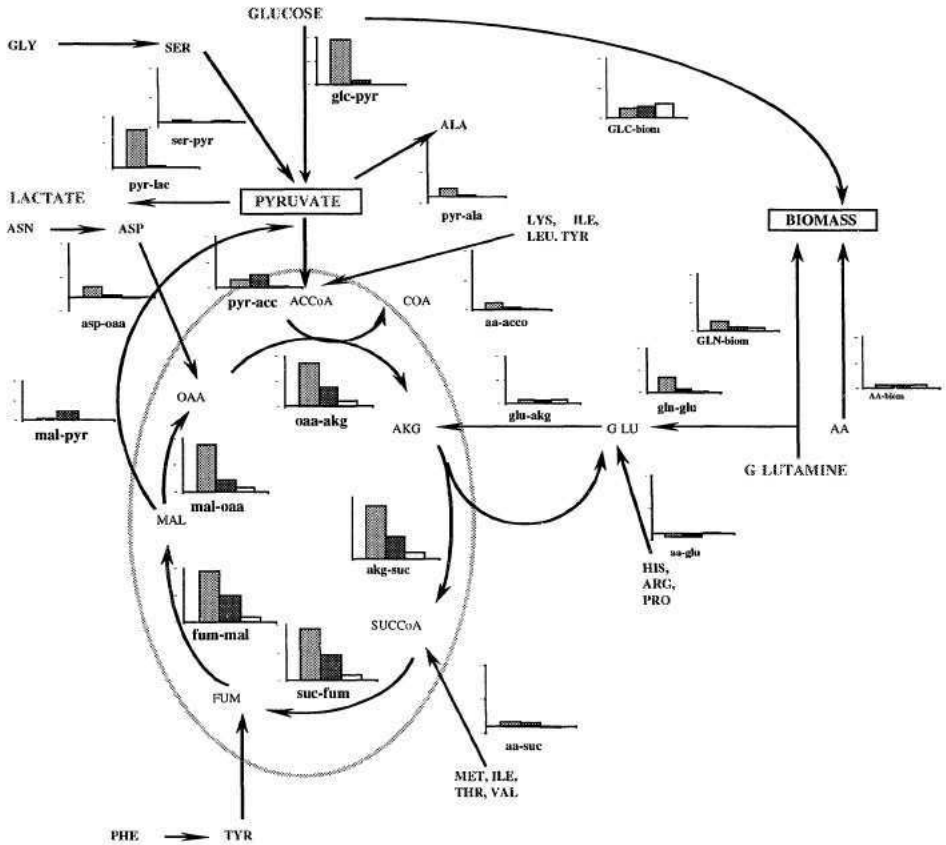 GLUCOSE
GLY
SER
glc-pyr
GLC-biom
ser-pyr
ALA
pyr-lac
LACTATE
PYRUVATE
pyr-ala
LYS, ILE,
LEU. TYR
BIOMASS
ASN
ASP
pyr-acc
ACCoA
COA
aa-acco
asp-oaa
GLN-biom
OAA
oaa-akg
glu-akg
gln-glu
AA-biom
mal-pyr
AKG
G LU
AA
G LUTAMINE
mal-oaa
MAL
akg-suc
aa-glu
HIS,
ARG,
PRO
SUCCoA
fum-mal
suc-fum
FUM
aa-suc
MET, ILE,
THR, VAL
PHE
TYR